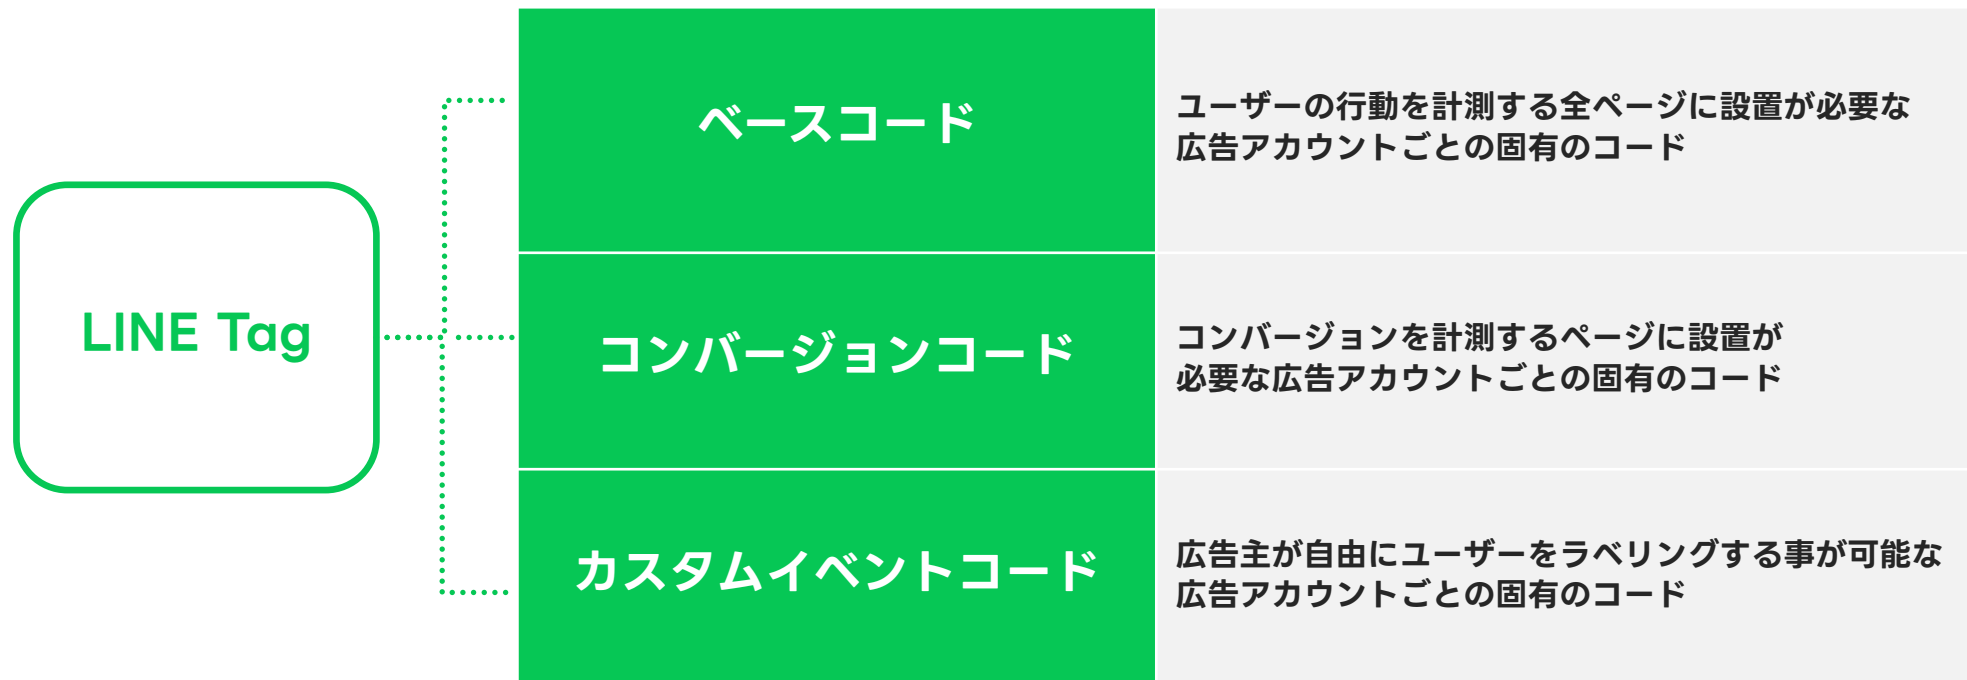 LINE Tag
ベースコード
ユーザーの行動を計測する全ページに設置が必要な
広告アカウントごとの固有のコード
コンバージョンコード
コンバージョンを計測するページに設置が
必要な広告アカウントごとの固有のコード
カスタムイベントコード
広告主が自由にユーザーをラベリングする事が可能な
広告アカウントごとの固有のコード